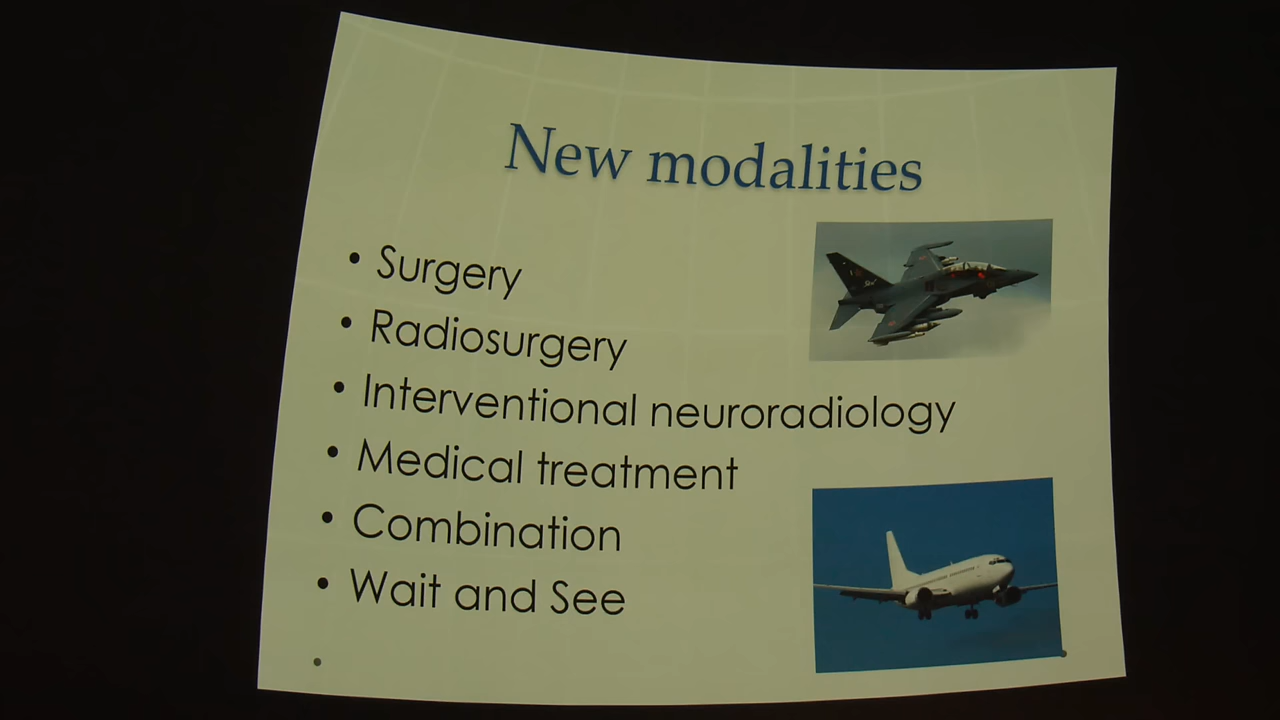 New modalities
• Surgery
• Radiosurgery
• Interventional neuroradiology
• Medical treatment
• Combination
• Wait and See
•